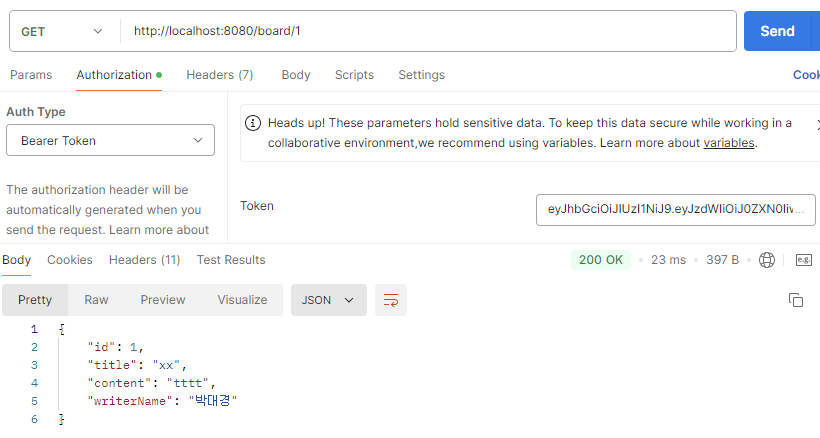 GET http://localhost:8080/board/1 Send
Params Authorization Headers (7) Body Scripts Settings Cook
Auth Type
Bearer Token
The authorization header will be
automatically generated when you
send the request. Learn more about
Heads up! These parameters hold sensitive data. To keep this data secure while working in a
collaborative environment,we recommend using variables. Learn more about variables.
Token eyJhbGciOiJIUzI1NiJ9.eyJzdWIiOiJ0ZXN0Iiv...
Body Cookies Headers (11) Test Results 200 OK • 23 ms • 397 B • e.g.
Pretty Raw Preview Visualize JSON
1 {
2 "id": 1,
3 "title": "xx",
4 "content": "tttt",
5 "writerName": "박대경"
6 }